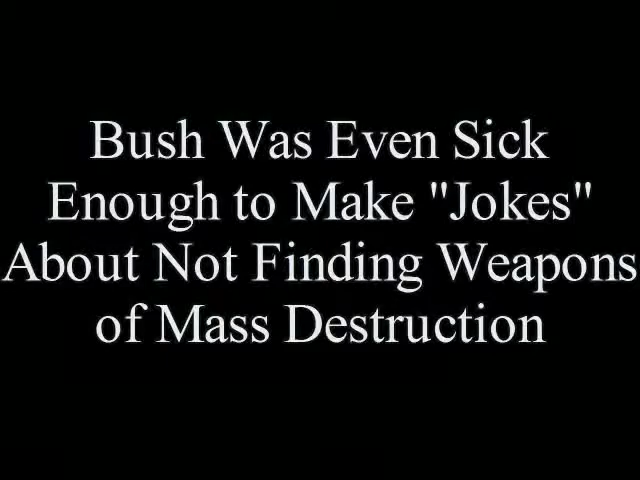 Bush Was Even Sick
Enough to Make "Jokes"
About Not Finding Weapons
of Mass Destruction